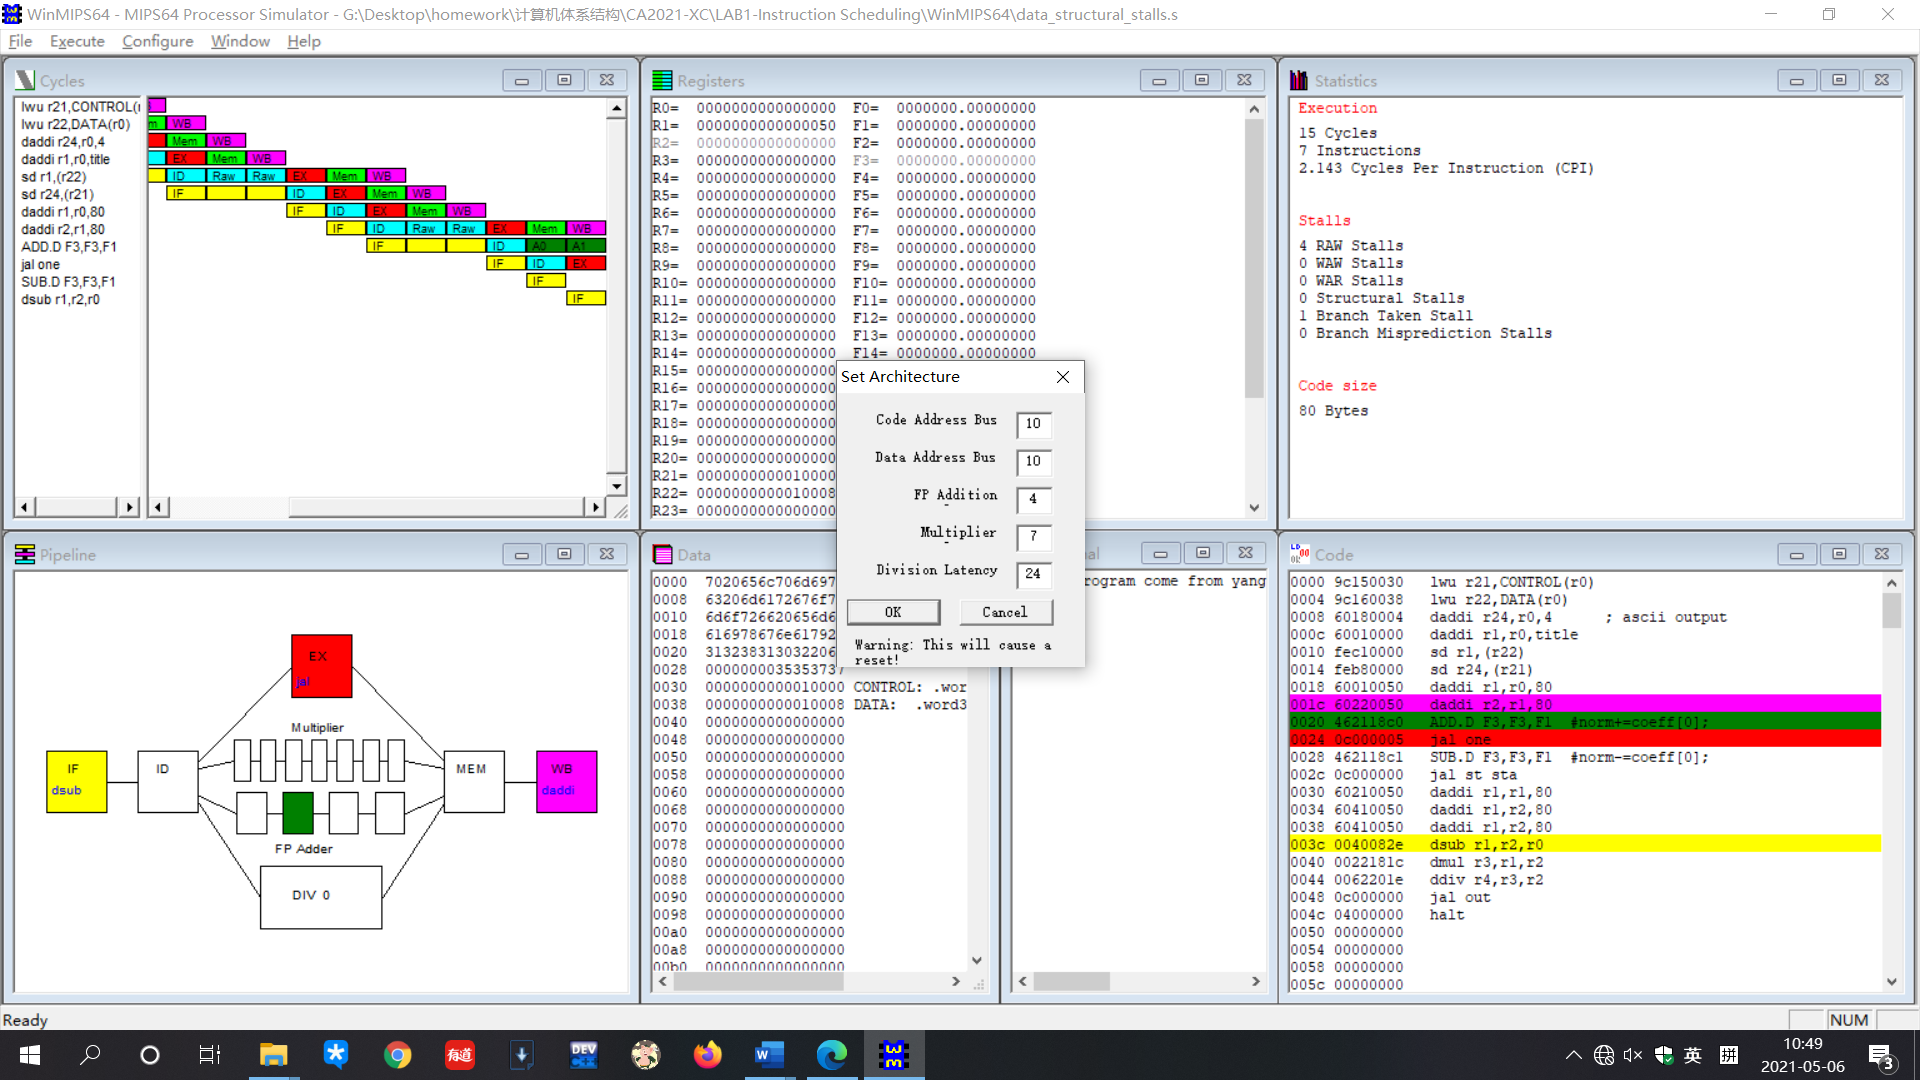 WinMIPS64 - MIPS64 Processor Simulator - G:\Desktop\homework\计算机体系结构\CA2021-XC\LAB1-Instruction Scheduling\WinMIPS64\data_structural_stalls.s
File Execute Configure Window Help
Cycles
lwu r21,CONTROL(r
lwu r22,DATA(r0) WB
daddi r24,r0,4 Mem WB
daddi r1,r0,title EX Mem WB
sd r1,(r22) ID Raw Raw EX Mem WB
sd r24,(r21) IF ID EX Mem WB
daddi r1,r0,80 IF ID EX Mem WB
daddi r2,r1,80 IF ID Raw Raw EX Mem WB
ADD.D F3,F3,F1 IF ID A0 A1
jal one IF ID EX
SUB.D F3,F3,F1 IF
dsub r1,r2,r0 IF
Registers
R0= 0000000000000000 F0= 0000000.00000000
R1= 0000000000000050 F1= 0000000.00000000
R2= 0000000000000000 F2= 0000000.00000000
R3= 0000000000000000 F3= 0000000.00000000
R4= 0000000000000000 F4= 0000000.00000000
R5= 0000000000000000 F5= 0000000.00000000
R6= 0000000000000000 F6= 0000000.00000000
R7= 0000000000000000 F7= 0000000.00000000
R8= 0000000000000000 F8= 0000000.00000000
R9= 0000000000000000 F9= 0000000.00000000
R10= 0000000000000000 F10= 0000000.00000000
R11= 0000000000000000 F11= 0000000.00000000
R12= 0000000000000000 F12= 0000000.00000000
R13= 0000000000000000 F13= 0000000.00000000
R14= 0000000000000000 F14= 0000000.00000000
R15= 0000000000000000
R16= 0000000000000000
R17= 0000000000000000
R18= 0000000000000000
R19= 0000000000000000
R20= 0000000000000000
R21= 0000000000010000
R22= 0000000000010008
R23= 0000000000000000
Statistics
Execution
15 Cycles
7 Instructions
2.143 Cycles Per Instruction (CPI)
Stalls
4 RAW Stalls
0 WAW Stalls
0 WAR Stalls
0 Structural Stalls
1 Branch Taken Stall
0 Branch Misprediction Stalls
Code size
80 Bytes
Set Architecture
Code Address Bus 10
Data Address Bus 10
FP Addition 4
Multiplier 7
Division Latency 24
OK Cancel
Warning: This will cause a
reset!
Pipeline
EX
jal
Multiplier
IF
dsub
ID
MEM
WB
daddi
FP Adder
DIV 0
Data
0000 7020656c706d697
0008 63206d6172676f7
0010 6d6f726620656d6
0018 616978676e61792
0020 313238313032206
0028 0000000035353737
0030 0000000000010000 CONTROL: .wor
0038 0000000000010008 DATA: .word3
0040 0000000000000000
0048 0000000000000000
0050 0000000000000000
0058 0000000000000000
0060 0000000000000000
0068 0000000000000000
0070 0000000000000000
0078 0000000000000000
0080 0000000000000000
0088 0000000000000000
0090 0000000000000000
0098 0000000000000000
00a0 0000000000000000
00a8 0000000000000000
00b0 0000000000000000
al
rogram come from yang
Code
0000 9c150030 lwu r21,CONTROL(r0)
0004 9c160038 lwu r22,DATA(r0)
0008 60180004 daddi r24,r0,4 ; ascii output
000c 60010000 daddi r1,r0,title
0010 fec10000 sd r1,(r22)
0014 feb80000 sd r24,(r21)
0018 60010050 daddi r1,r0,80
001c 60220050 daddi r2,r1,80
0020 462118c0 ADD.D F3,F3,F1 #norm+=coeff[0];
0024 0c000005 jal one
0028 462118c1 SUB.D F3,F3,F1 #norm-=coeff[0];
002c 0c000000 jal st sta
0030 60210050 daddi r1,r1,80
0034 60410050 daddi r1,r2,80
0038 60410050 daddi r1,r2,80
003c 0040082e dsub r1,r2,r0
0040 0022181c dmul r3,r1,r2
0044 0062201e ddiv r4,r3,r2
0048 0c000000 jal out
004c 04000000 halt
0050 00000000
0054 00000000
0058 00000000
005c 00000000
Ready
NUM
有道
DEV
C++
英
拼
10:49
2021-05-06
3